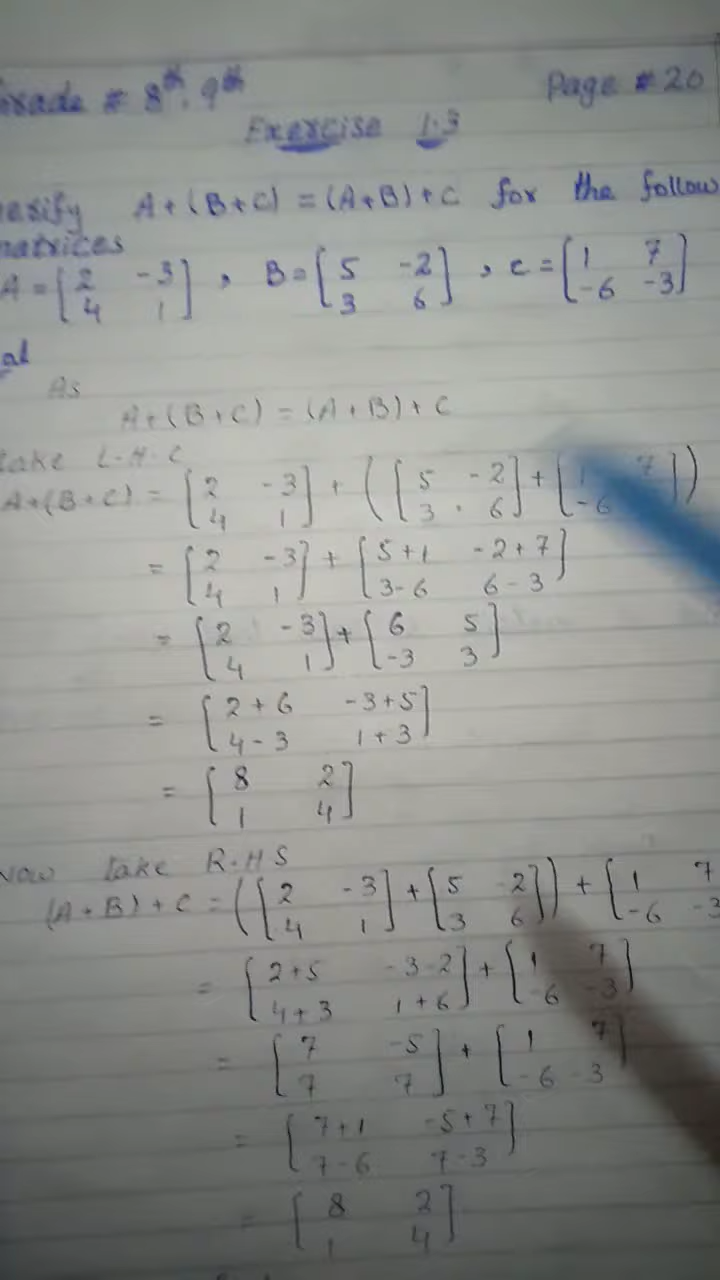 Grade # 8th, 9th Page # 20
Exercise 1.3
verify A+(B+C) = (A+B)+C for the follow
matrices
A = [2 -3; 4 1], B = [5 -2; 3 6], C = [1 7; -6 -3]
As
A+(B+C) = (A+B)+C
take L.H.C
A+(B+C) = [2 -3; 4 1] + ([5 -2; 3 6] + [1 7; -6])
= [2 -3; 4 1] + [5+1 -2+7; 3-6 6-3]
= [2 -3; 4 1] + [6 5; -3 3]
= [2+6 -3+5; 4-3 1+3]
= [8 2; 1 4]
Now take R.H.S
(A+B)+C = ([2 -3; 4 1] + [5 -2; 3 6]) + [1 7; -6 -3
= [2+5 -3-2; 4+3 1+6] + [1 7; -6 -3]
= [7 -5; 7 7] + [1 7; -6 -3]
= [7+1 -5+7; 7-6 7-3]
= [8 2; 1 4]